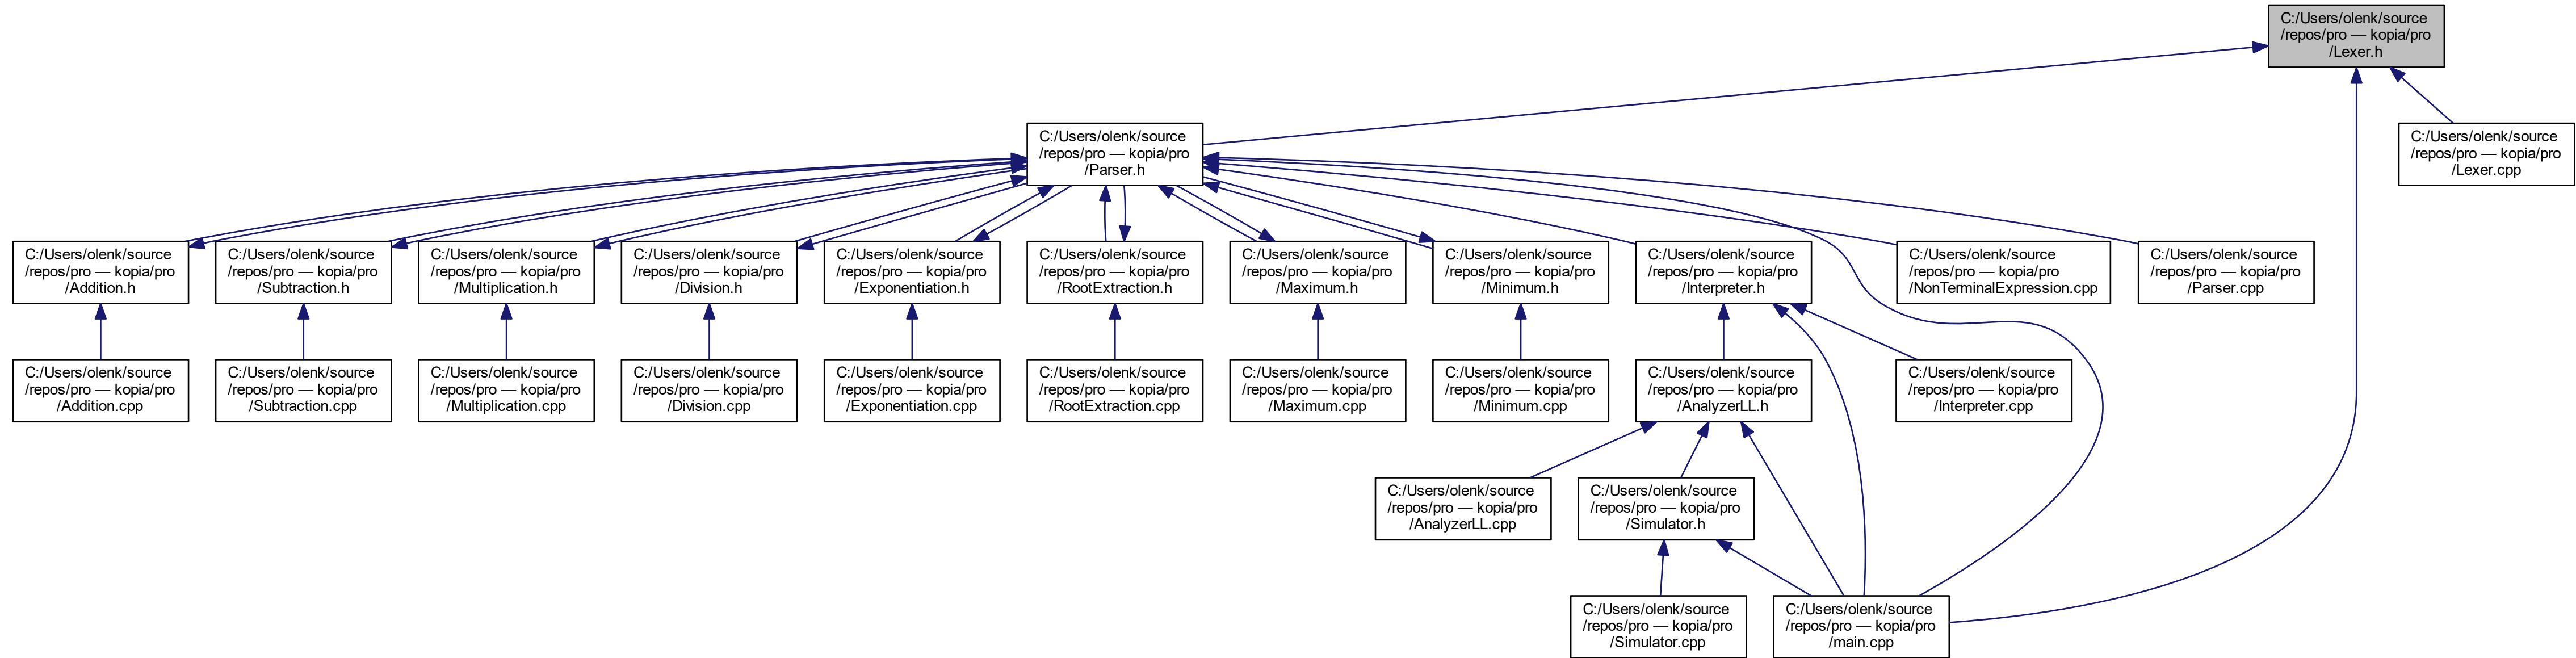 C:/Users/olenk/source
/repos/pro — kopia/pro
/Lexer.h
C:/Users/olenk/source
/repos/pro — kopia/pro
/Parser.h
C:/Users/olenk/source
/repos/pro — kopia/pro
/Lexer.cpp
C:/Users/olenk/source
/repos/pro — kopia/pro
/Addition.h
C:/Users/olenk/source
/repos/pro — kopia/pro
/Subtraction.h
C:/Users/olenk/source
/repos/pro — kopia/pro
/Multiplication.h
C:/Users/olenk/source
/repos/pro — kopia/pro
/Division.h
C:/Users/olenk/source
/repos/pro — kopia/pro
/Exponentiation.h
C:/Users/olenk/source
/repos/pro — kopia/pro
/RootExtraction.h
C:/Users/olenk/source
/repos/pro — kopia/pro
/Maximum.h
C:/Users/olenk/source
/repos/pro — kopia/pro
/Minimum.h
C:/Users/olenk/source
/repos/pro — kopia/pro
/Interpreter.h
C:/Users/olenk/source
/repos/pro — kopia/pro
/NonTerminalExpression.cpp
C:/Users/olenk/source
/repos/pro — kopia/pro
/Parser.cpp
C:/Users/olenk/source
/repos/pro — kopia/pro
/Addition.cpp
C:/Users/olenk/source
/repos/pro — kopia/pro
/Subtraction.cpp
C:/Users/olenk/source
/repos/pro — kopia/pro
/Multiplication.cpp
C:/Users/olenk/source
/repos/pro — kopia/pro
/Division.cpp
C:/Users/olenk/source
/repos/pro — kopia/pro
/Exponentiation.cpp
C:/Users/olenk/source
/repos/pro — kopia/pro
/RootExtraction.cpp
C:/Users/olenk/source
/repos/pro — kopia/pro
/Maximum.cpp
C:/Users/olenk/source
/repos/pro — kopia/pro
/Minimum.cpp
C:/Users/olenk/source
/repos/pro — kopia/pro
/AnalyzerLL.h
C:/Users/olenk/source
/repos/pro — kopia/pro
/Interpreter.cpp
C:/Users/olenk/source
/repos/pro — kopia/pro
/AnalyzerLL.cpp
C:/Users/olenk/source
/repos/pro — kopia/pro
/Simulator.h
C:/Users/olenk/source
/repos/pro — kopia/pro
/Simulator.cpp
C:/Users/olenk/source
/repos/pro — kopia/pro
/main.cpp